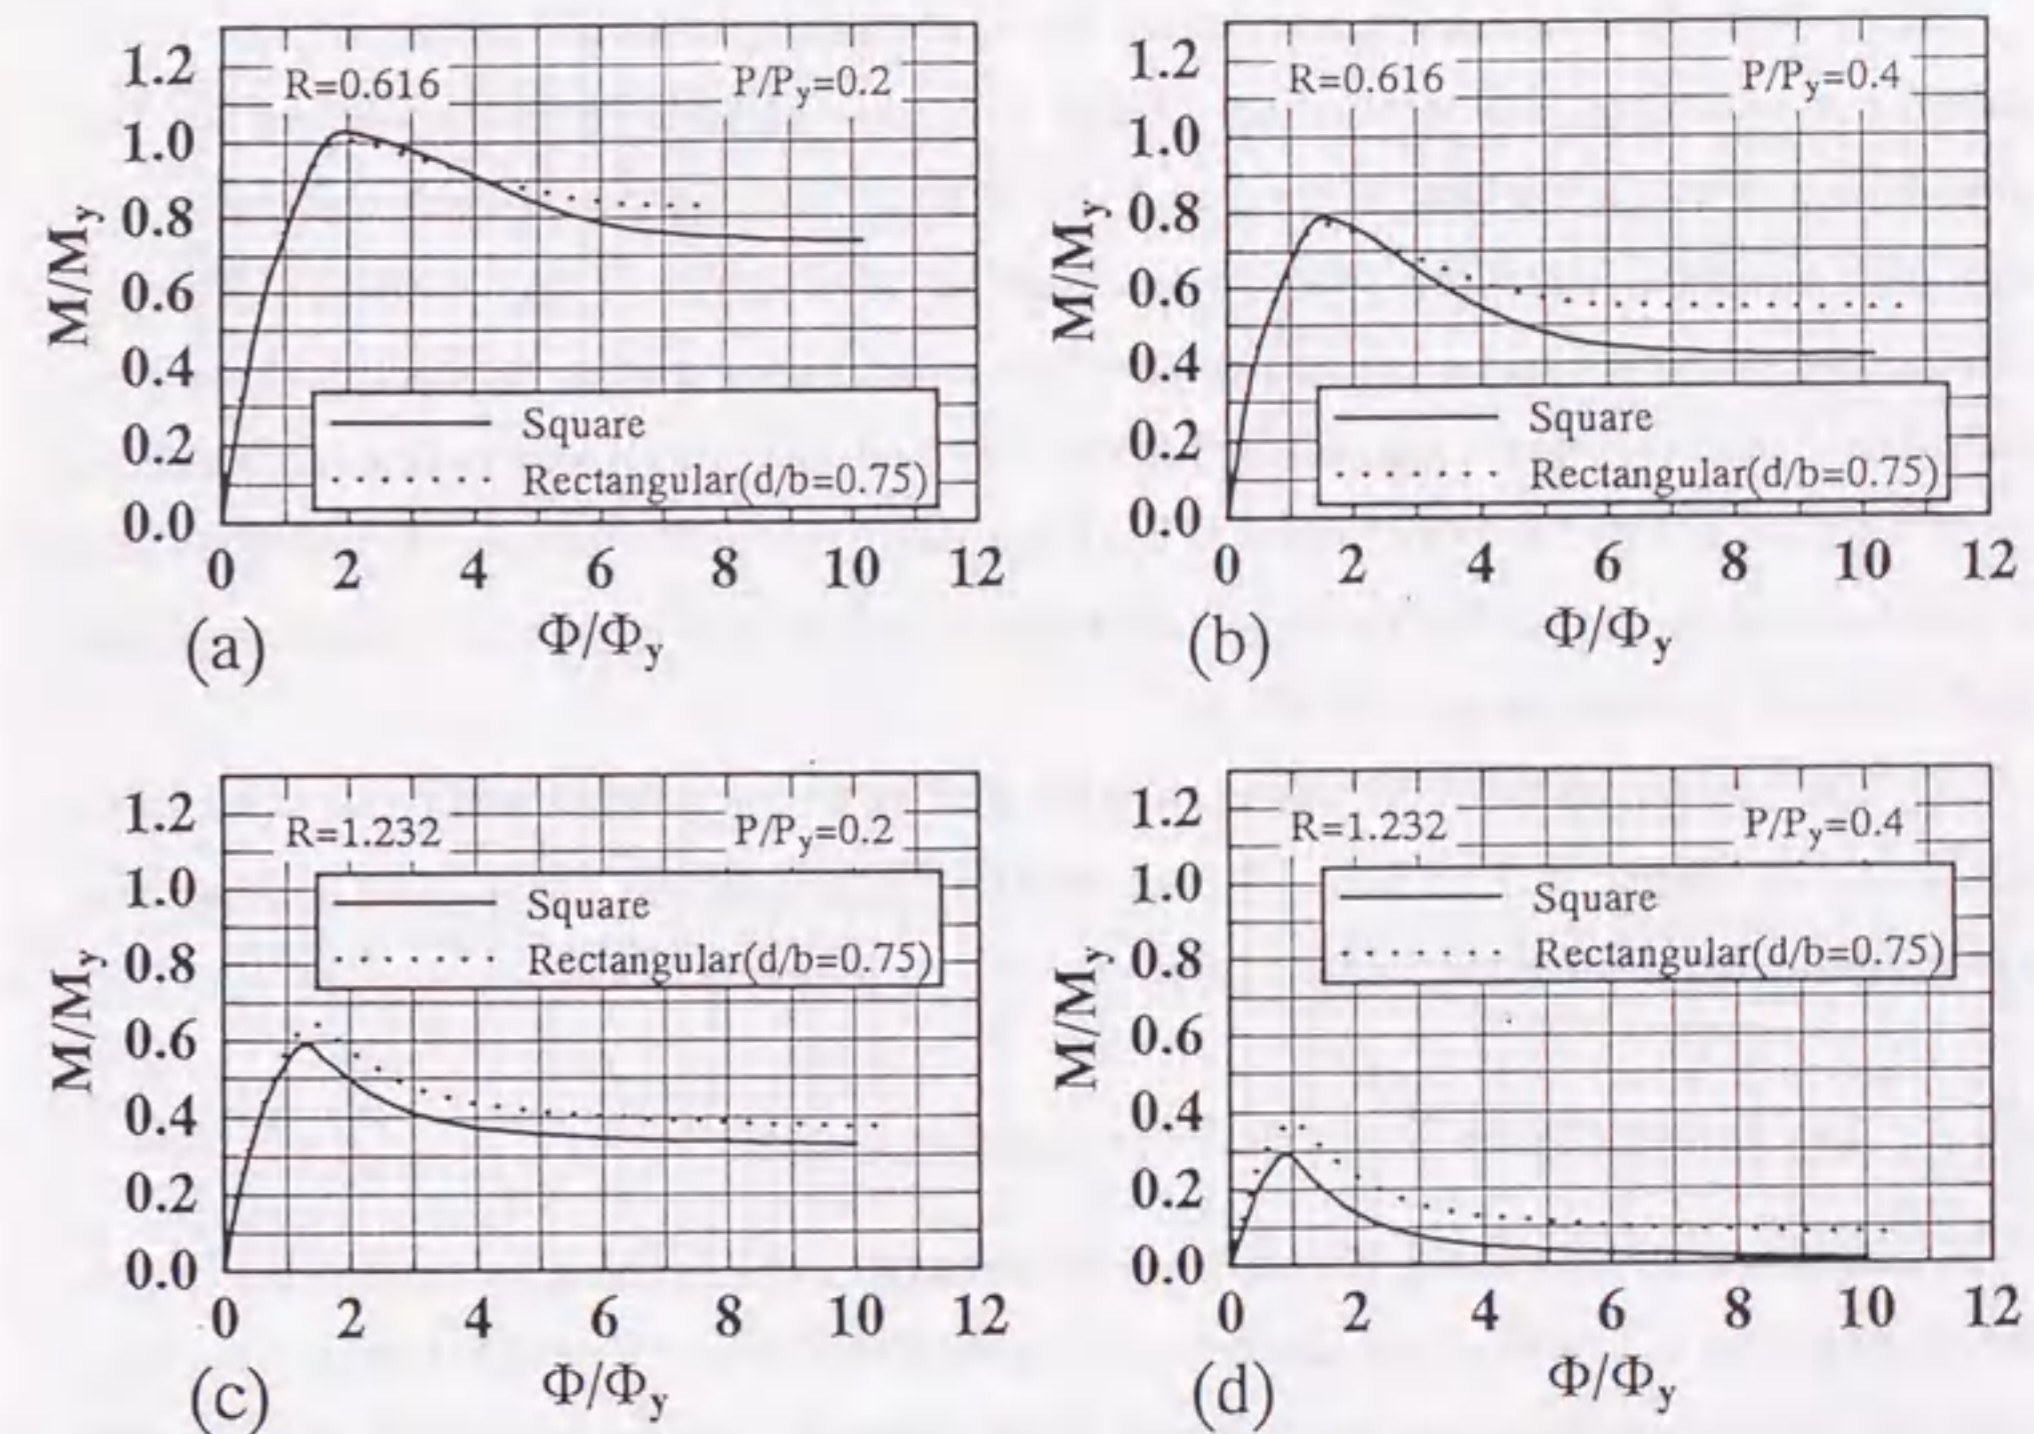 1.2
R=0.616 P/Py=0.2
1.0
0.8
M/My
0.6
0.4
Square
0.2
Rectangular(d/b=0.75)
0.0
0 2 4 6 8 10 12
(a) Φ/Φy
1.2
R=0.616 P/Py=0.4
1.0
0.8
M/My
0.6
0.4
Square
0.2
Rectangular(d/b=0.75)
0.0
0 2 4 6 8 10 12
(b) Φ/Φy
1.2
R=1.232 P/Py=0.2
1.0
Square
0.8
Rectangular(d/b=0.75)
M/My
0.6
0.4
0.2
0.0
0 2 4 6 8 10 12
(c) Φ/Φy
1.2
R=1.232 P/Py=0.4
1.0
Square
0.8
Rectangular(d/b=0.75)
M/My
0.6
0.4
0.2
0.0
0 2 4 6 8 10 12
(d) Φ/Φy